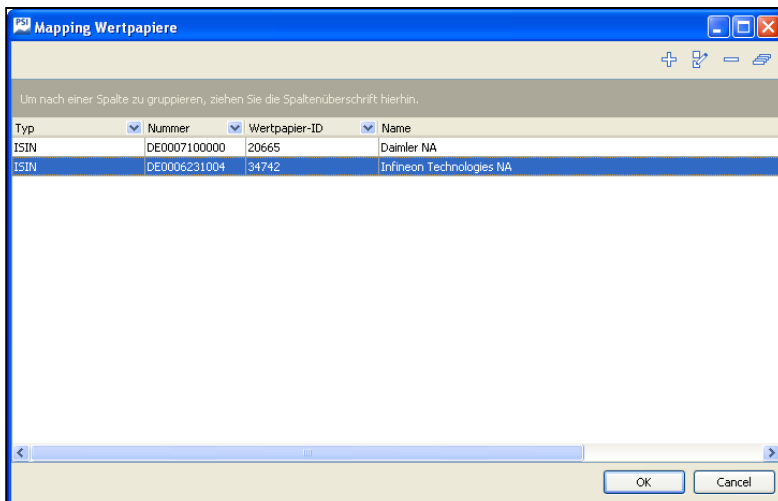 PSI Mapping Wertpapiere
Um nach einer Spalte zu gruppieren, ziehen Sie die Spaltenüberschrift hierhin.
Typ Nummer Wertpapier-ID Name
ISIN DE0007100000 20665 Daimler NA
ISIN DE0006231004 34742 Infineon Technologies NA
OK Cancel